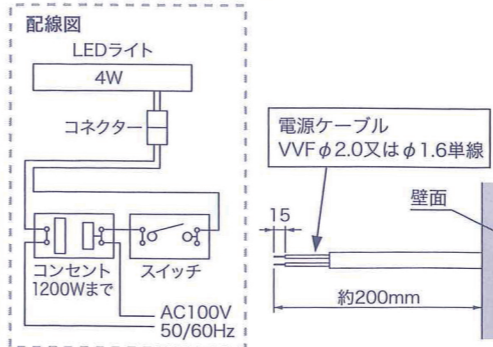 配線図
LEDライト
4W
コネクター
コンセント
1200Wまで
スイッチ
AC100V
50/60Hz
電源ケーブル
VVFφ2.0又はφ1.6単線
壁面
15
約200mm